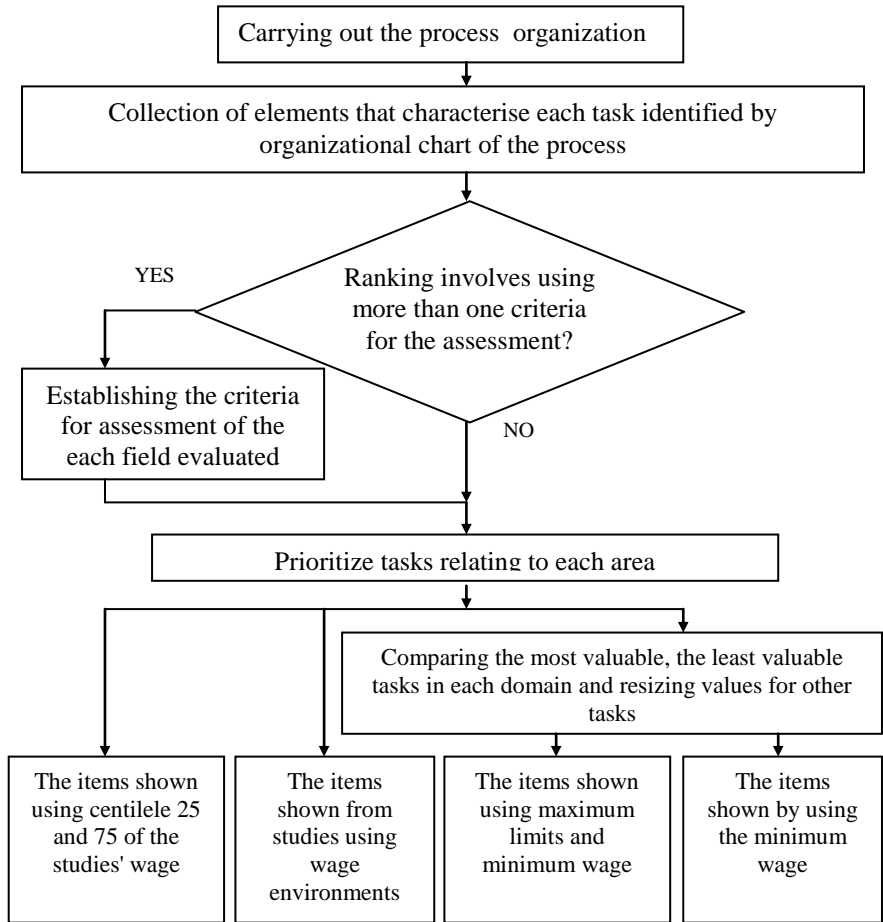 Carrying out the process organization
Collection of elements that characterise each task identified by
organizational chart of the process
YES
Ranking involves using
more than one criteria
for the assessment?
Establishing the criteria
for assessment of the
each field evaluated
NO
Prioritize tasks relating to each area
Comparing the most valuable, the least valuable
tasks in each domain and resizing values for other
tasks
The items shown
using centilele 25
and 75 of the
studies' wage
The items
shown from
studies using
wage
environments
The items shown
using maximum
limits and
minimum wage
The items
shown by using
the minimum
wage